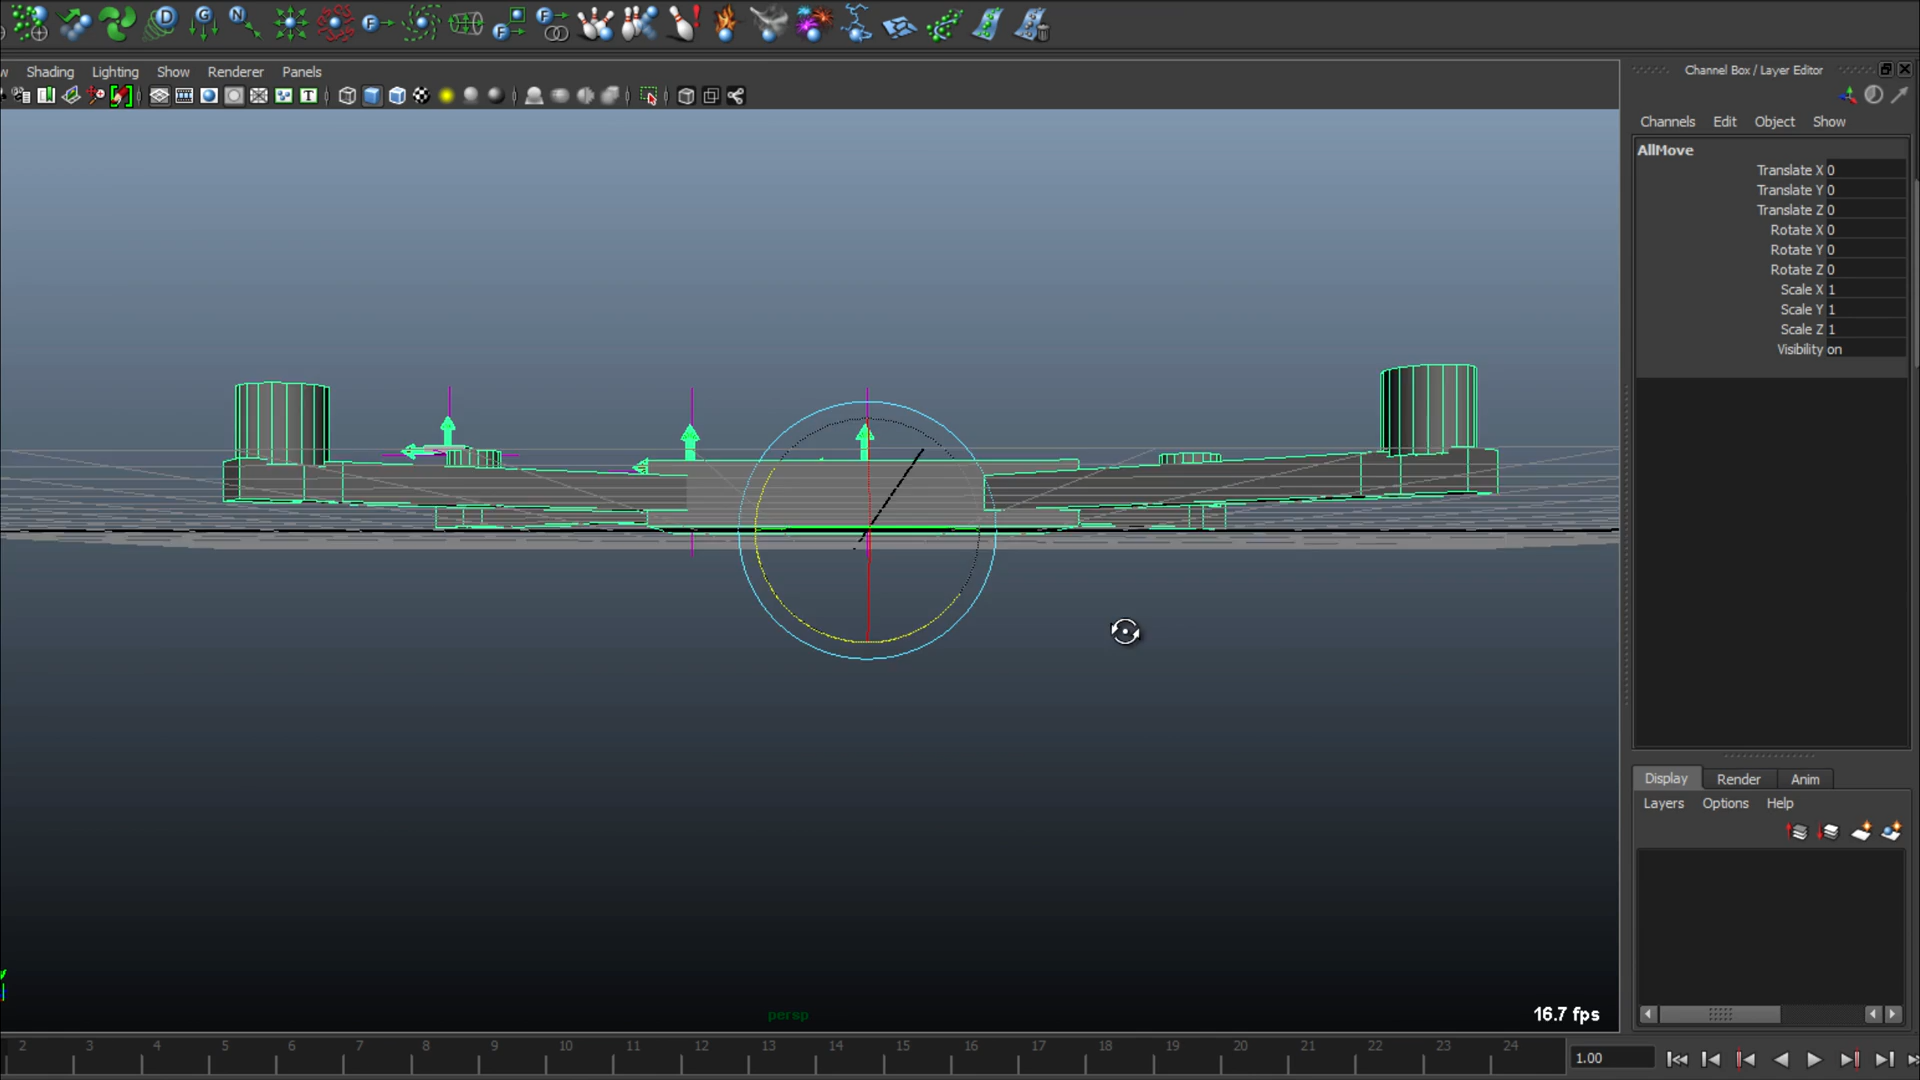 D G N F F F
w Shading Lighting Show Renderer Panels
T
Channel Box / Layer Editor
Channels Edit Object Show
AllMove
Translate X 0
Translate Y 0
Translate Z 0
Rotate X 0
Rotate Y 0
Rotate Z 0
Scale X 1
Scale Y 1
Scale Z 1
Visibility on
Display Render Anim
Layers Options Help
persp
16.7 fps
2 3 4 5 6 7 8 9 10 11 12 13 14 15 16 17 18 19 20 21 22 23 24
1.00